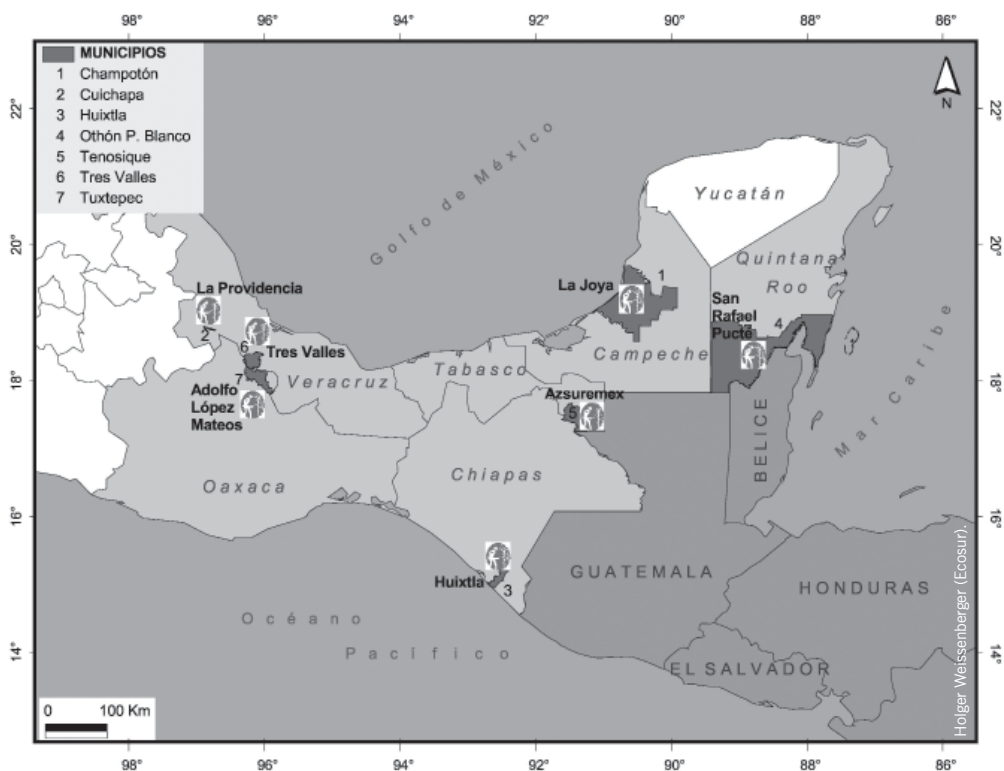 98° 96° 94° 92° 90° 88° 86°
MUNICIPIOS
1 Champotón
2 Cuichapa
3 Huixtla
4 Othón P. Blanco
5 Tenosique
6 Tres Valles
7 Tuxtepec
N
22° 22°
Golfo de México
Yucatán
20° 20°
Quintana
Roo
La Providencia
La Joya
1
San
Rafael
Pucté
4
2
6
Tres Valles
Campeche
Tabasco
Veracruz
18° 18°
7
Adolfo
López
Mateos
Azsuremex
5
BELICE
Mar Caribe
Chiapas
Oaxaca
16° 16°
Huixtla
3
GUATEMALA
HONDURAS
Océano
Pacífico
14° 14°
EL SALVADOR
Holger Weissenberger (Ecosur).
0 100 Km
98° 96° 94° 92° 90° 88° 86°